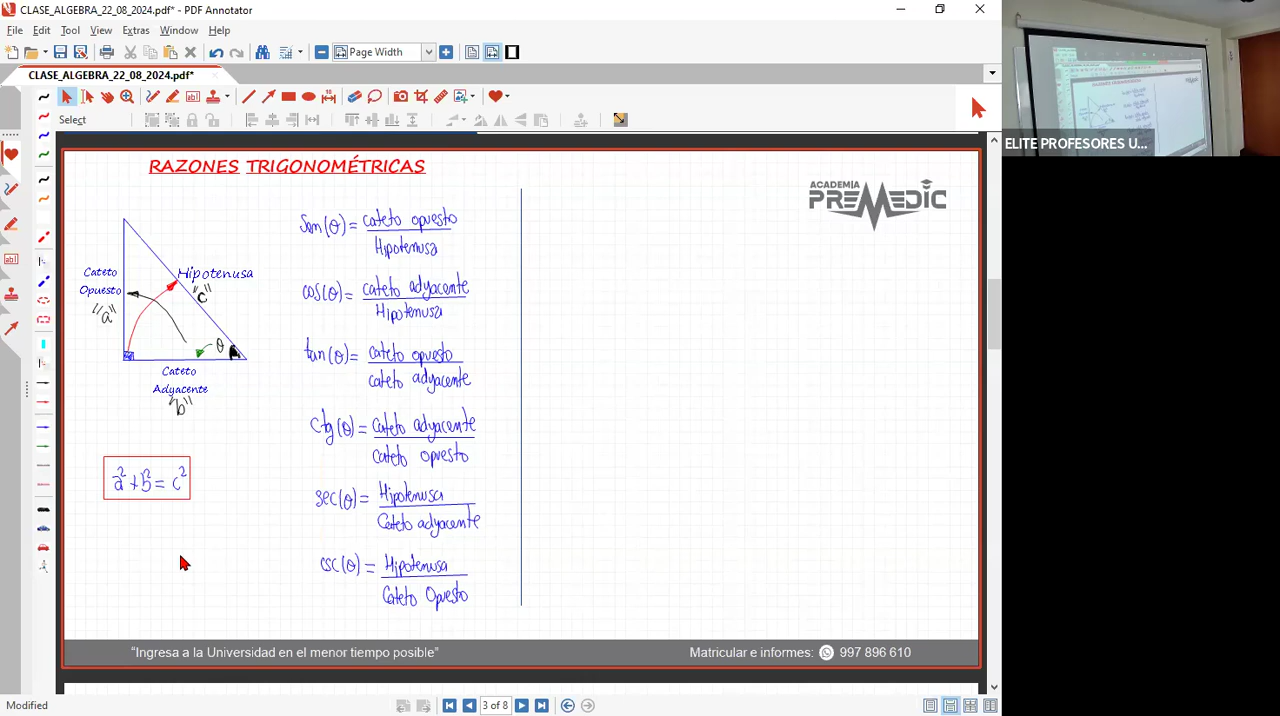 CLASE_ALGEBRA_22_08_2024.pdf* - PDF Annotator
File Edit Tool View Extras Window Help
Page Width
CLASE_ALGEBRA_22_08_2024.pdf*
Select
ELITE PROFESORES U...
RAZONES TRIGONOMÉTRICAS
ACADEMIA
PREMEDIC
Sen(θ) = cateto opuesto
Hipotenusa
Cateto
Opuesto
"a"
Hipotenusa
"c"
θ
Cateto
Adyacente
"b"
a² + b² = c²
cos(θ) = cateto adyacente
Hipotenusa
tan(θ) = cateto opuesto
cateto adyacente
Ctg(θ) = Cateto adyacente
Cateto opuesto
sec(θ) = Hipotenusa
Cateto adyacente
csc(θ) = Hipotenusa
Cateto Opuesto
"Ingresa a la Universidad en el menor tiempo posible"
Matricular e informes: 997 896 610
Modified
3 of 8